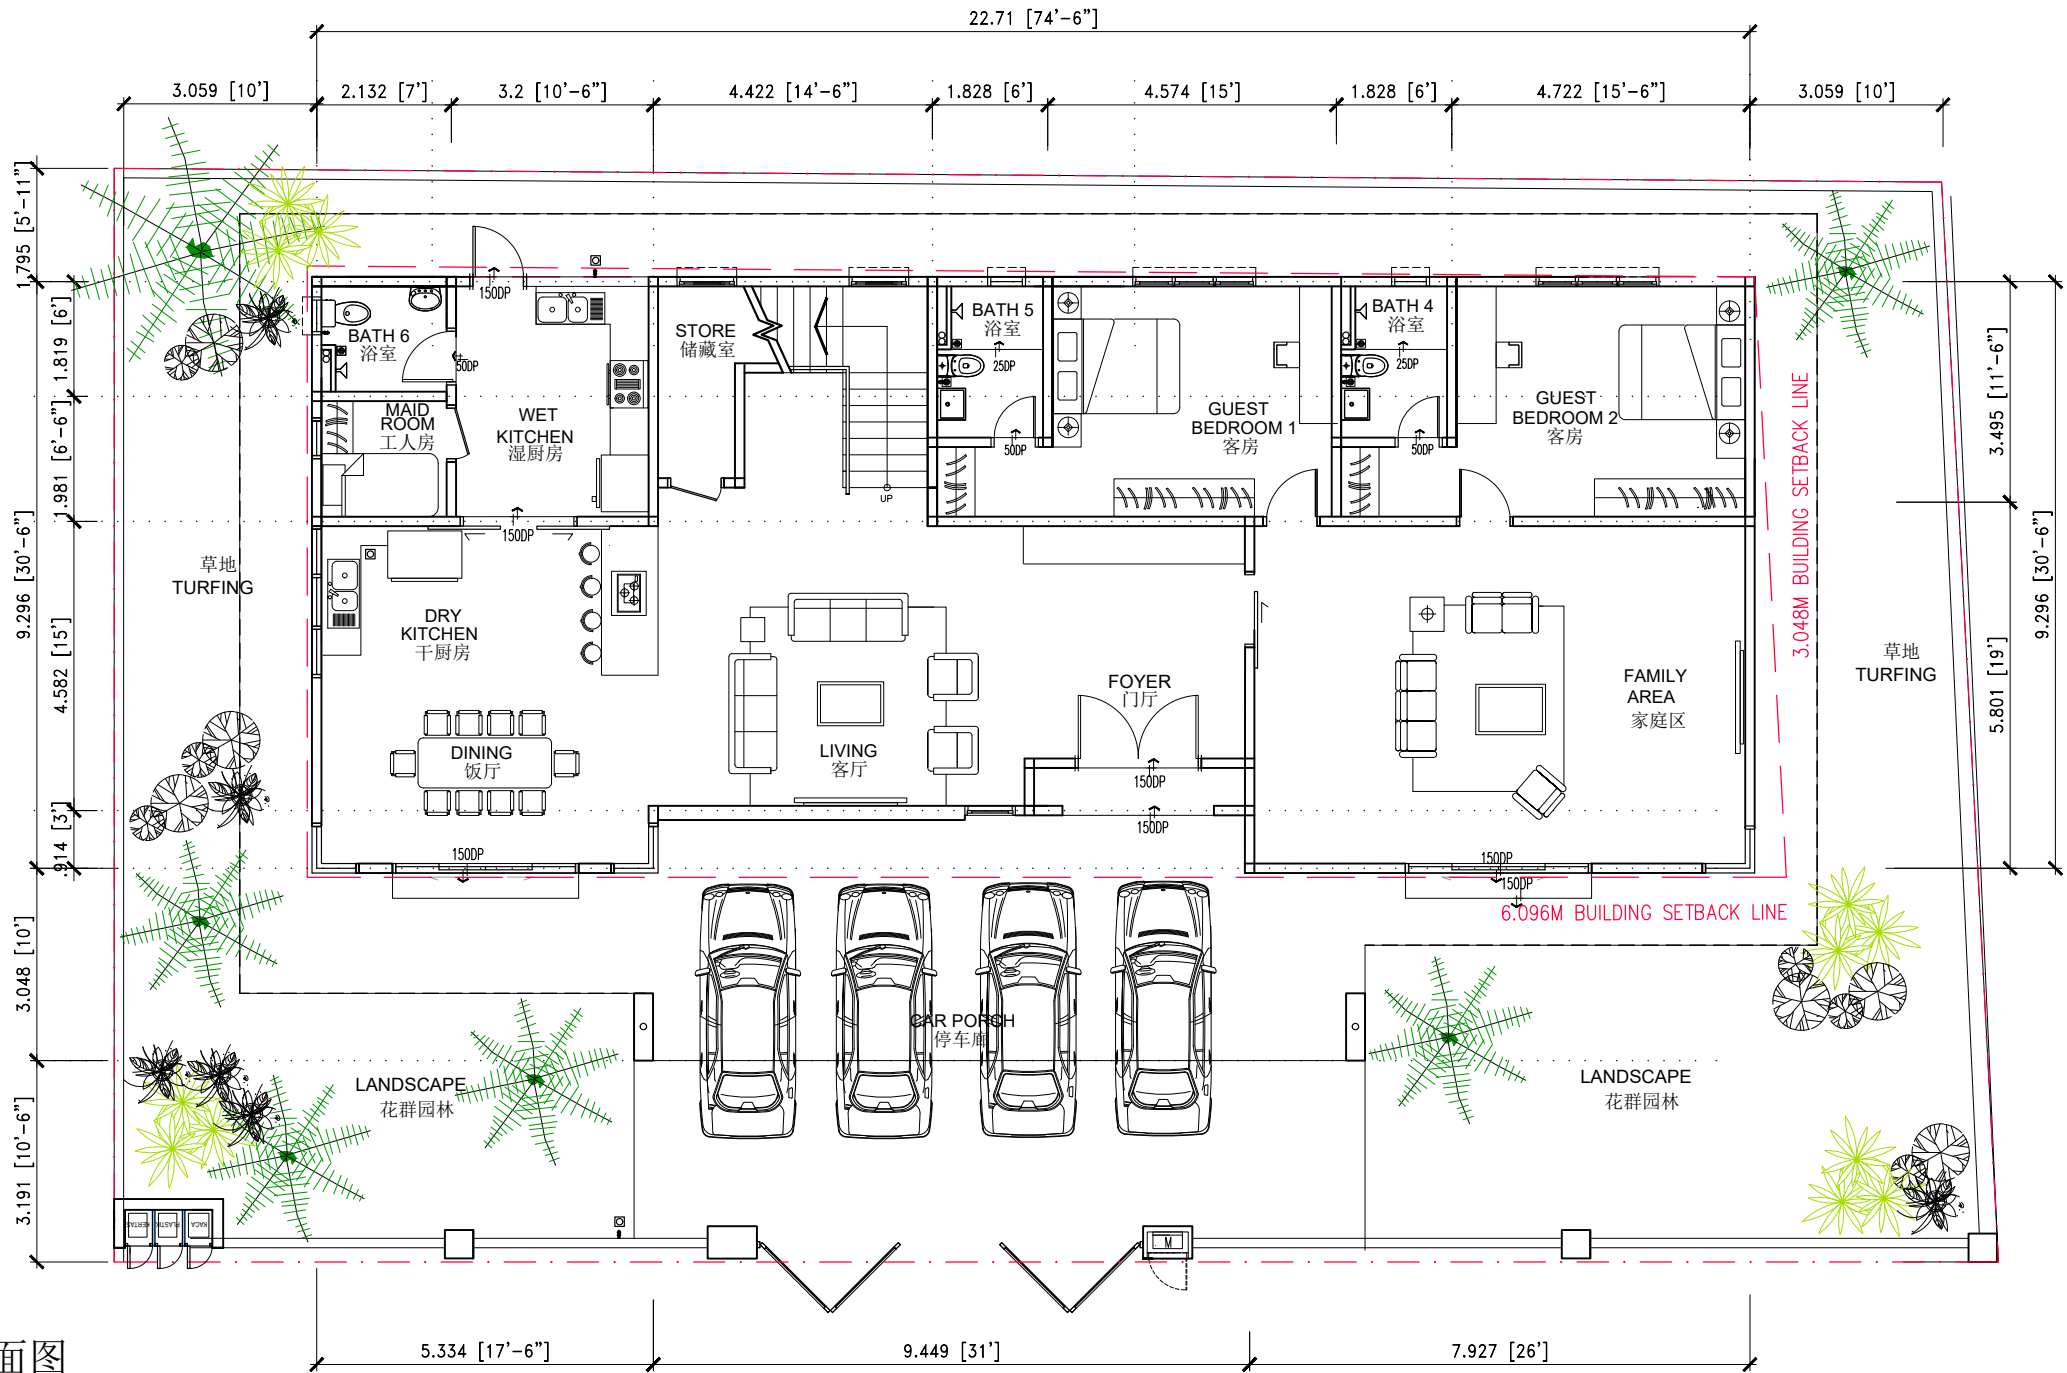 22.71 [74'-6"]
3.059 [10']
2.132 [7']
3.2 [10'-6"]
4.422 [14'-6"]
1.828 [6']
4.574 [15']
1.828 [6']
4.722 [15'-6"]
3.059 [10']
1.795 [5'-11"]
1.819 [6']
1.981 [6'-6"]
9.296 [30'-6"]
4.582 [15']
.914 [3']
3.048 [10']
3.191 [10'-6"]
150DP
BATH 6
浴室
50DP
MAID
ROOM
工人房
WET
KITCHEN
湿厨房
STORE
储藏室
UP
BATH 5
浴室
25DP
50DP
GUEST
BEDROOM 1
客房
BATH 4
浴室
25DP
50DP
GUEST
BEDROOM 2
客房
3.048M BUILDING SETBACK LINE
3.495 [11'-6"]
9.296 [30'-6"]
5.801 [19']
草地
TURFING
150DP
DRY
KITCHEN
干厨房
DINING
饭厅
150DP
LIVING
客厅
FOYER
门厅
150DP
150DP
FAMILY
AREA
家庭区
150DP
150DP
草地
TURFING
6.096M BUILDING SETBACK LINE
CAR PORCH
停车廊
LANDSCAPE
花群园林
LANDSCAPE
花群园林
KERTAS
PLASTIC
KACA
M
面图
5.334 [17'-6"]
9.449 [31']
7.927 [26']